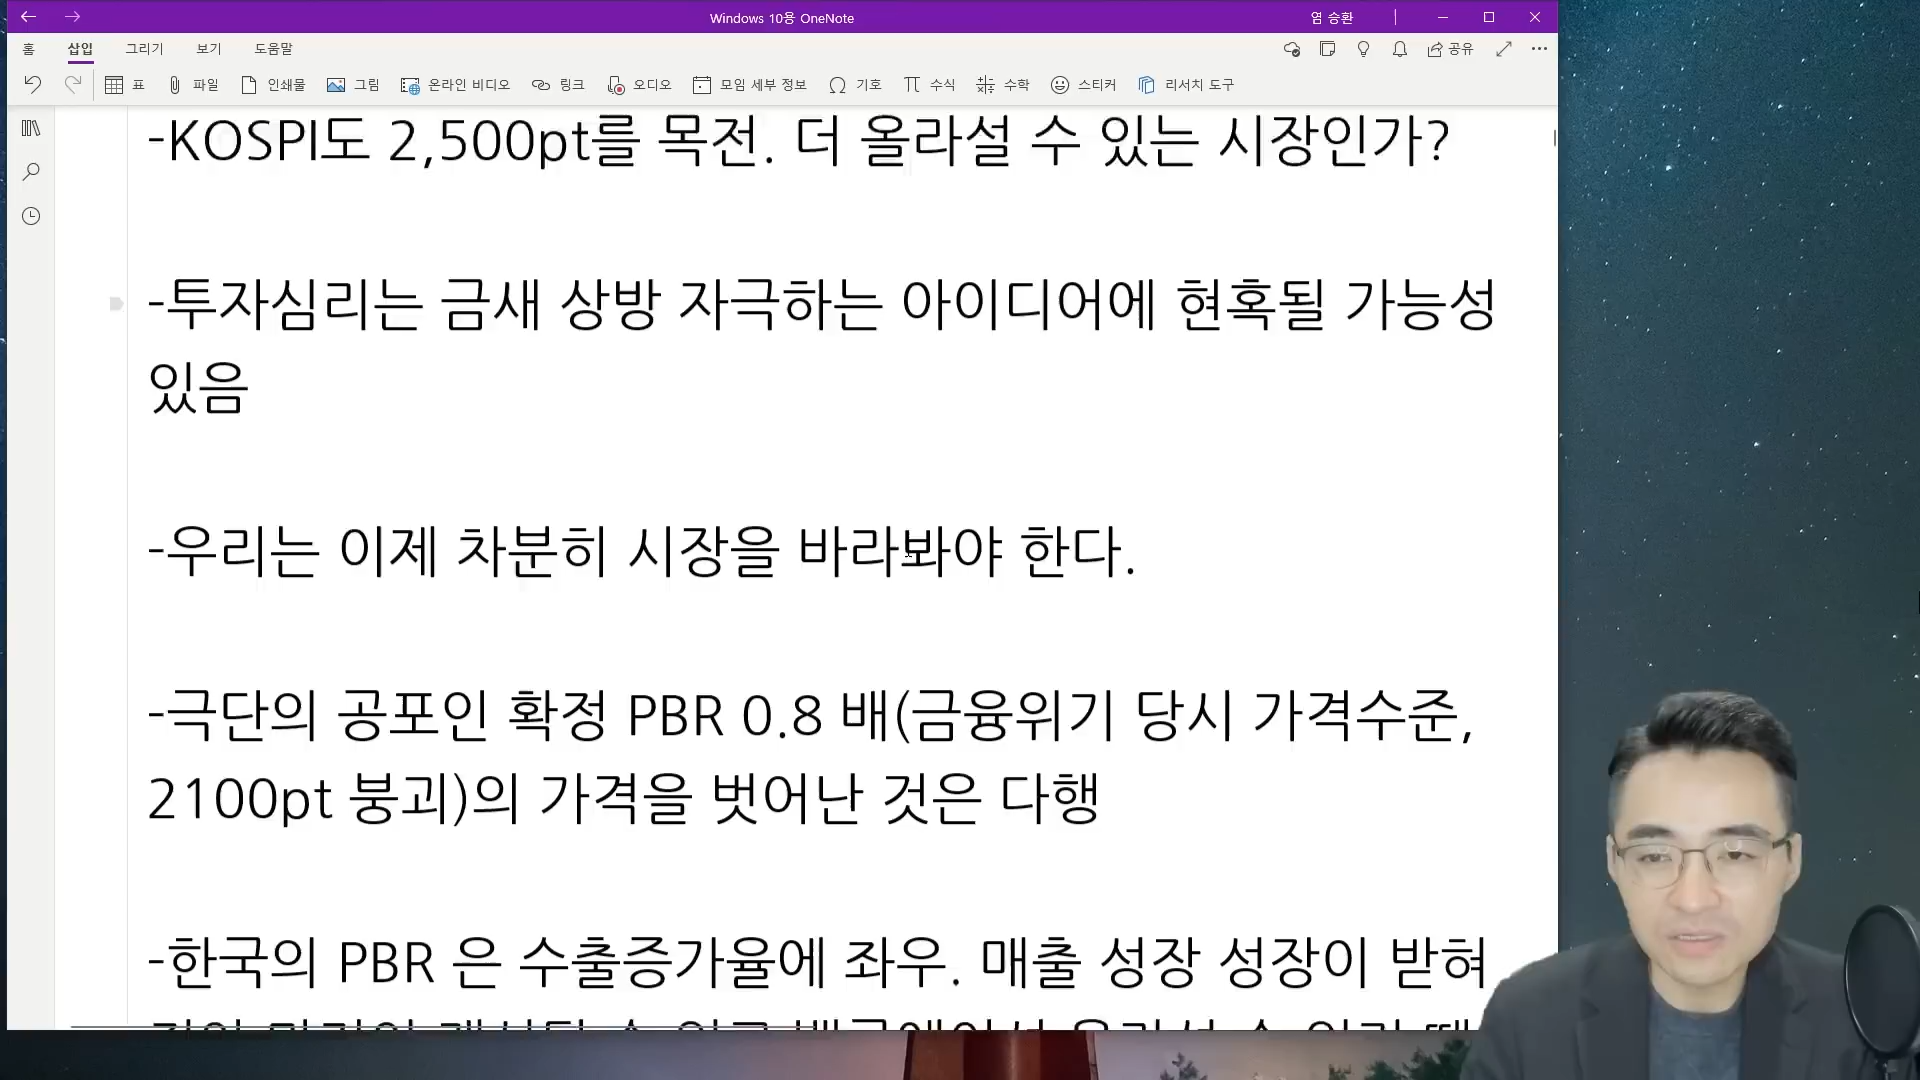 Windows 10용 OneNote
염 승환
홈 삽입 그리기 보기 도움말
공유
표 파일 인쇄물 그림 온라인 비디오 링크 오디오 모임 세부 정보 기호 수식 수학 스티커 리서치 도구
-KOSPI도 2,500pt를 목전. 더 올라설 수 있는 시장인가?
-투자심리는 금새 상방 자극하는 아이디어에 현혹될 가능성
있음
-우리는 이제 차분히 시장을 바라봐야 한다.
-극단의 공포인 확정 PBR 0.8 배(금융위기 당시 가격수준,
2100pt 붕괴)의 가격을 벗어난 것은 다행
-한국의 PBR 은 수출증가율에 좌우. 매출 성장 성장이 받혀